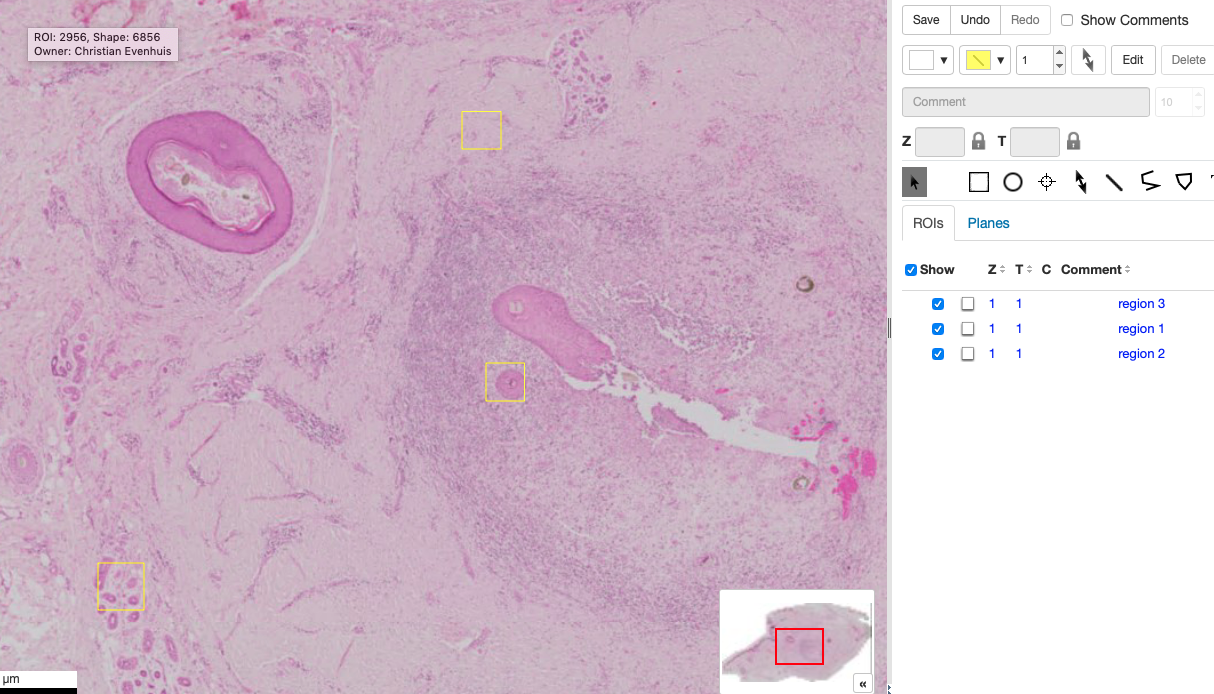 ROI: 2956, Shape: 6856
Owner: Christian Evenhuis
µm
«
Save Undo Redo Show Comments
1 Edit Delete
Comment 10
Z T
ROIs Planes
Show Z T C Comment
1 1 region 3
1 1 region 1
1 1 region 2